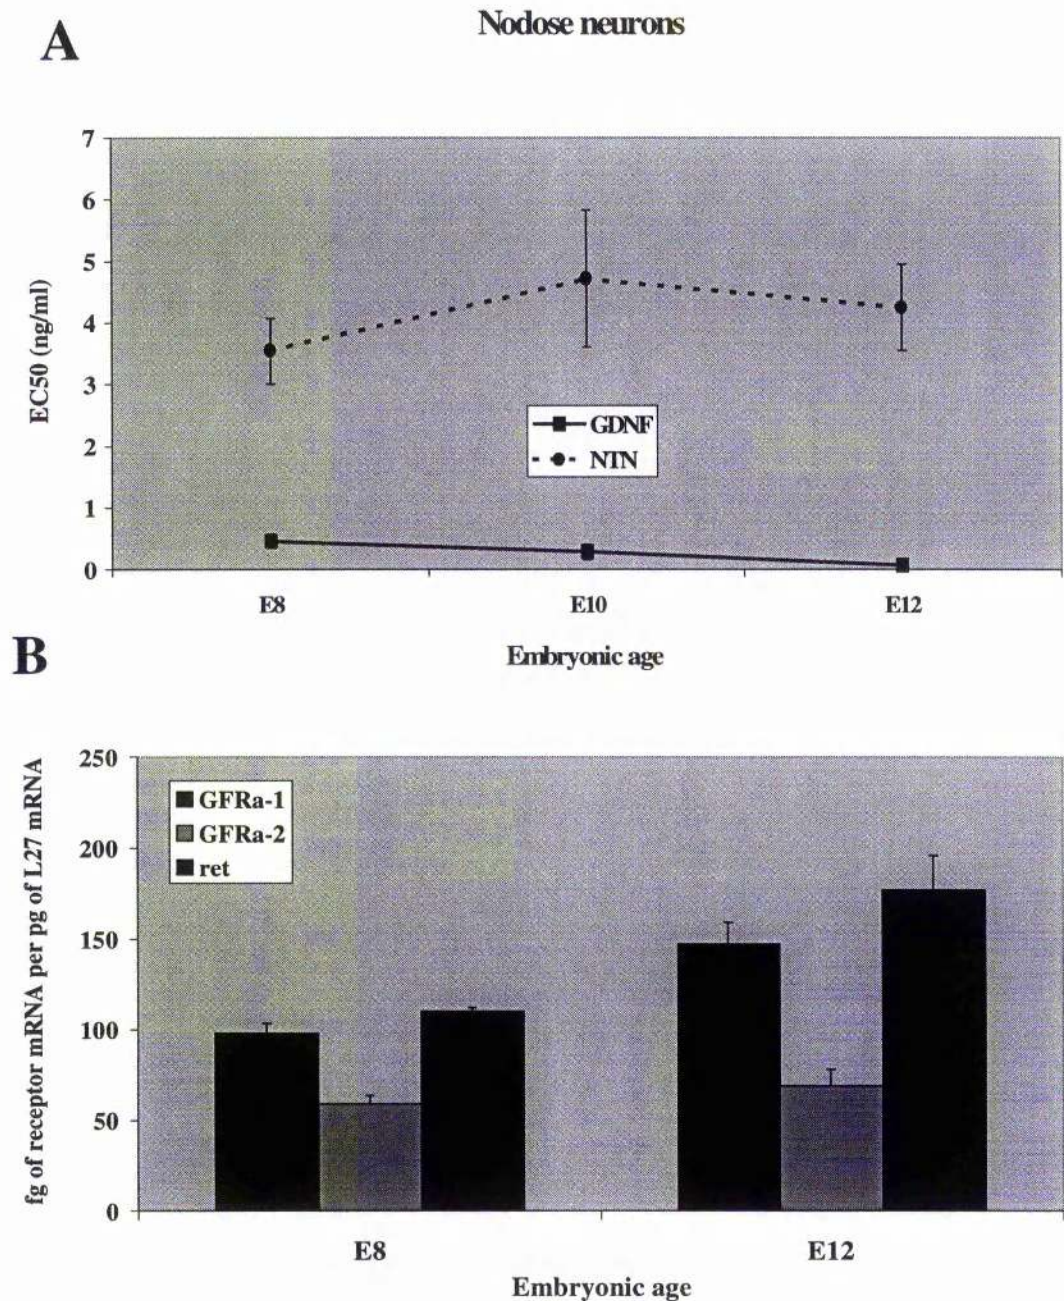 Nodose neurons
A
7
6
5
4
3
2
1
0
EC50 (ng/ml)
GDNF
NTN
E8 E10 E12
Embryonic age
B
250
200
150
100
50
0
fg of receptor mRNA per pg of L27 mRNA
GFRa-1
GFRa-2
ret
E8 E12
Embryonic age